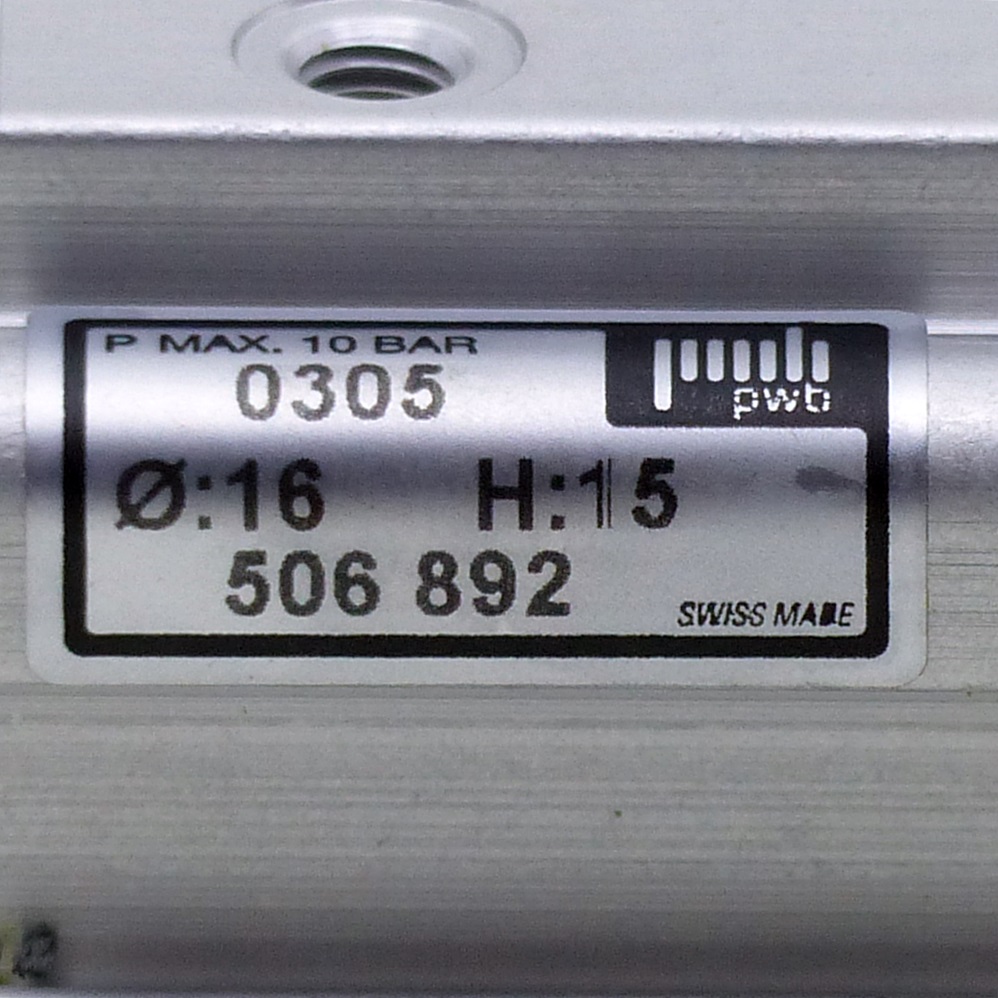 P MAX. 10 BAR
0305
pwb
Ø:16 H:15
506 892
SWISS MADE